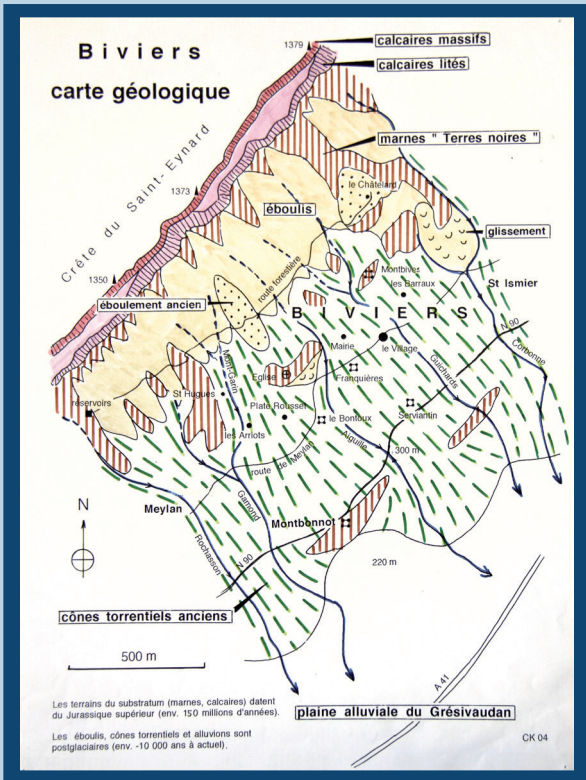 Biviers
carte géologique
1379
calcaires massifs
calcaires lités
marnes " Terres noires "
Crête du Saint-Eynard
1373
le Châtelard
éboulis
glissement
1350
route forestière
Montbives
les Barraux
St Ismier
éboulement ancien
BIVIERS
N 90
Corbonge
Mairie
le Village
Mont-Garin
Eglise
Franquières
Guichards
réservoirs
St Hugues
Plate Rousset
Serviantin
les Arriots
le Bontoux
Aiguille
300 m
route de Meylan
Meylan
Gamond
Montbonnot
N
Rochasson
N 90
220 m
cônes torrentiels anciens
500 m
A 41
Les terrains du substratum (marnes, calcaires) datent
du Jurassique supérieur (env. 150 millions d'années).
plaine alluviale du Grésivaudan
Les éboulis, cônes torrentiels et alluvions sont
postglaciaires (env. -10 000 ans à actuel).
CK 04